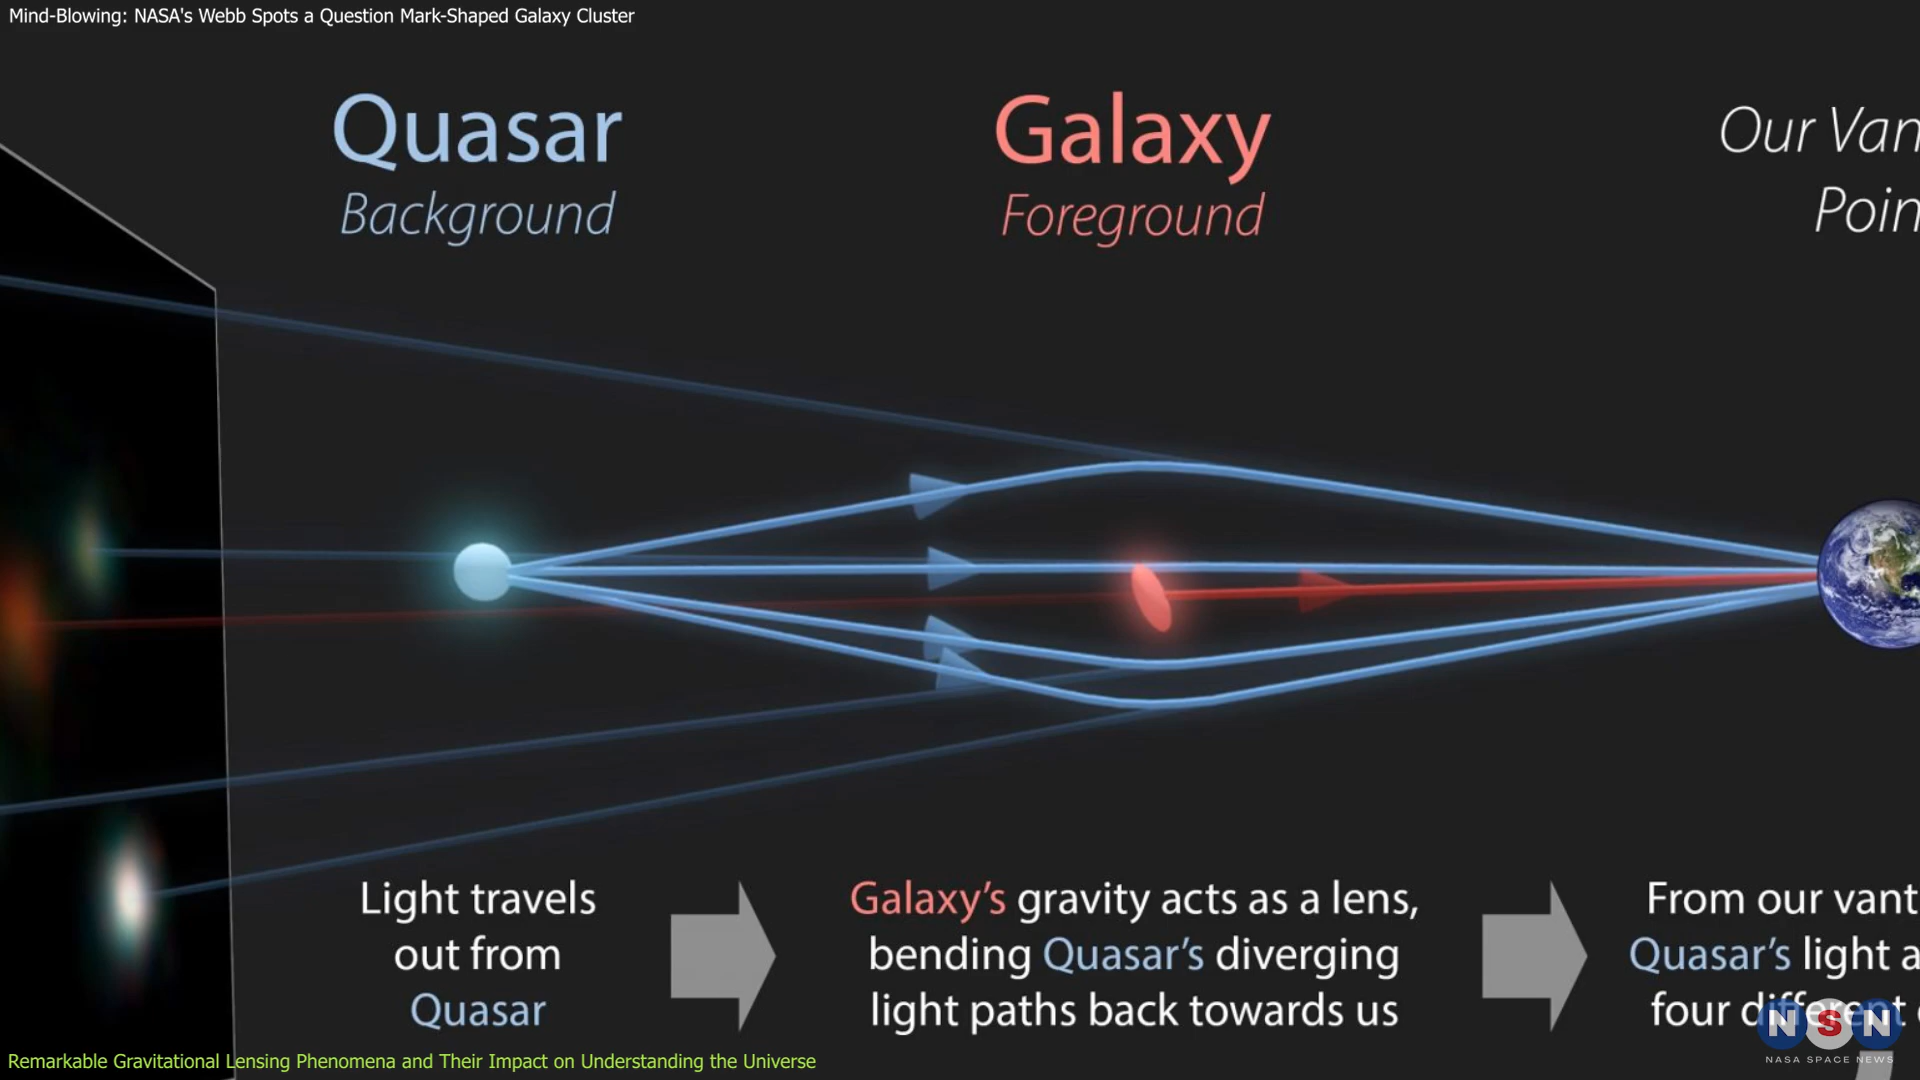 Mind-Blowing: NASA's Webb Spots a Question Mark-Shaped Galaxy Cluster
Quasar
Background
Galaxy
Foreground
Our Van
Poin
Light travels
out from
Quasar
Galaxy's gravity acts as a lens,
bending Quasar's diverging
light paths back towards us
From our vant
Quasar's light a
four different
NSN
NASA SPACE NEWS
Remarkable Gravitational Lensing Phenomena and Their Impact on Understanding the Universe